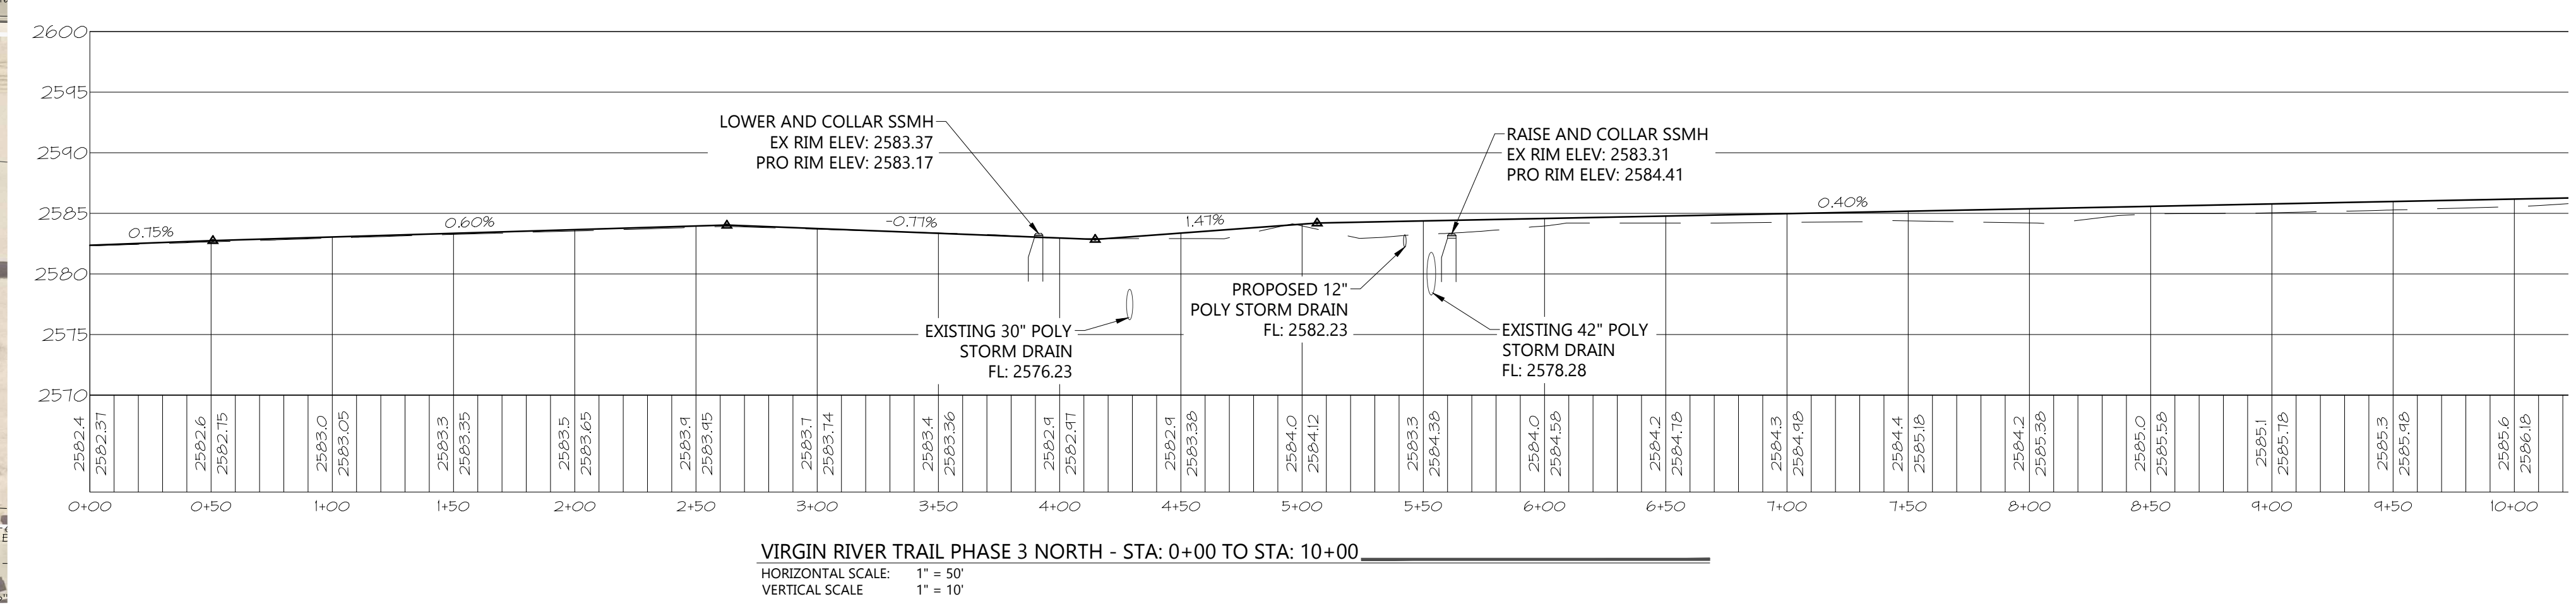 2600
2595
2590
2585
2580
2575
2570
LOWER AND COLLAR SSMH
EX RIM ELEV: 2583.37
PRO RIM ELEV: 2583.17
RAISE AND COLLAR SSMH
EX RIM ELEV: 2583.31
PRO RIM ELEV: 2584.41
0.75%
0.60%
-0.77%
1.47%
0.40%
PROPOSED 12"
POLY STORM DRAIN
FL: 2582.23
EXISTING 30" POLY
STORM DRAIN
FL: 2576.23
EXISTING 42" POLY
STORM DRAIN
FL: 2578.28
2582.4
2582.37
2582.6
2582.75
2583.0
2583.05
2583.3
2583.35
2583.5
2583.65
2583.9
2583.95
2583.7
2583.74
2583.4
2583.36
2582.9
2582.97
2582.9
2583.38
2584.0
2584.12
2583.3
2584.38
2584.0
2584.58
2584.2
2584.78
2584.3
2584.98
2584.4
2585.18
2584.2
2585.38
2585.0
2585.58
2585.1
2585.78
2585.3
2585.98
2585.6
2586.18
0+00 0+50 1+00 1+50 2+00 2+50 3+00 3+50 4+00 4+50 5+00 5+50 6+00 6+50 7+00 7+50 8+00 8+50 9+00 9+50 10+00
VIRGIN RIVER TRAIL PHASE 3 NORTH - STA: 0+00 TO STA: 10+00
HORIZONTAL SCALE: 1" = 50'
VERTICAL SCALE 1" = 10'